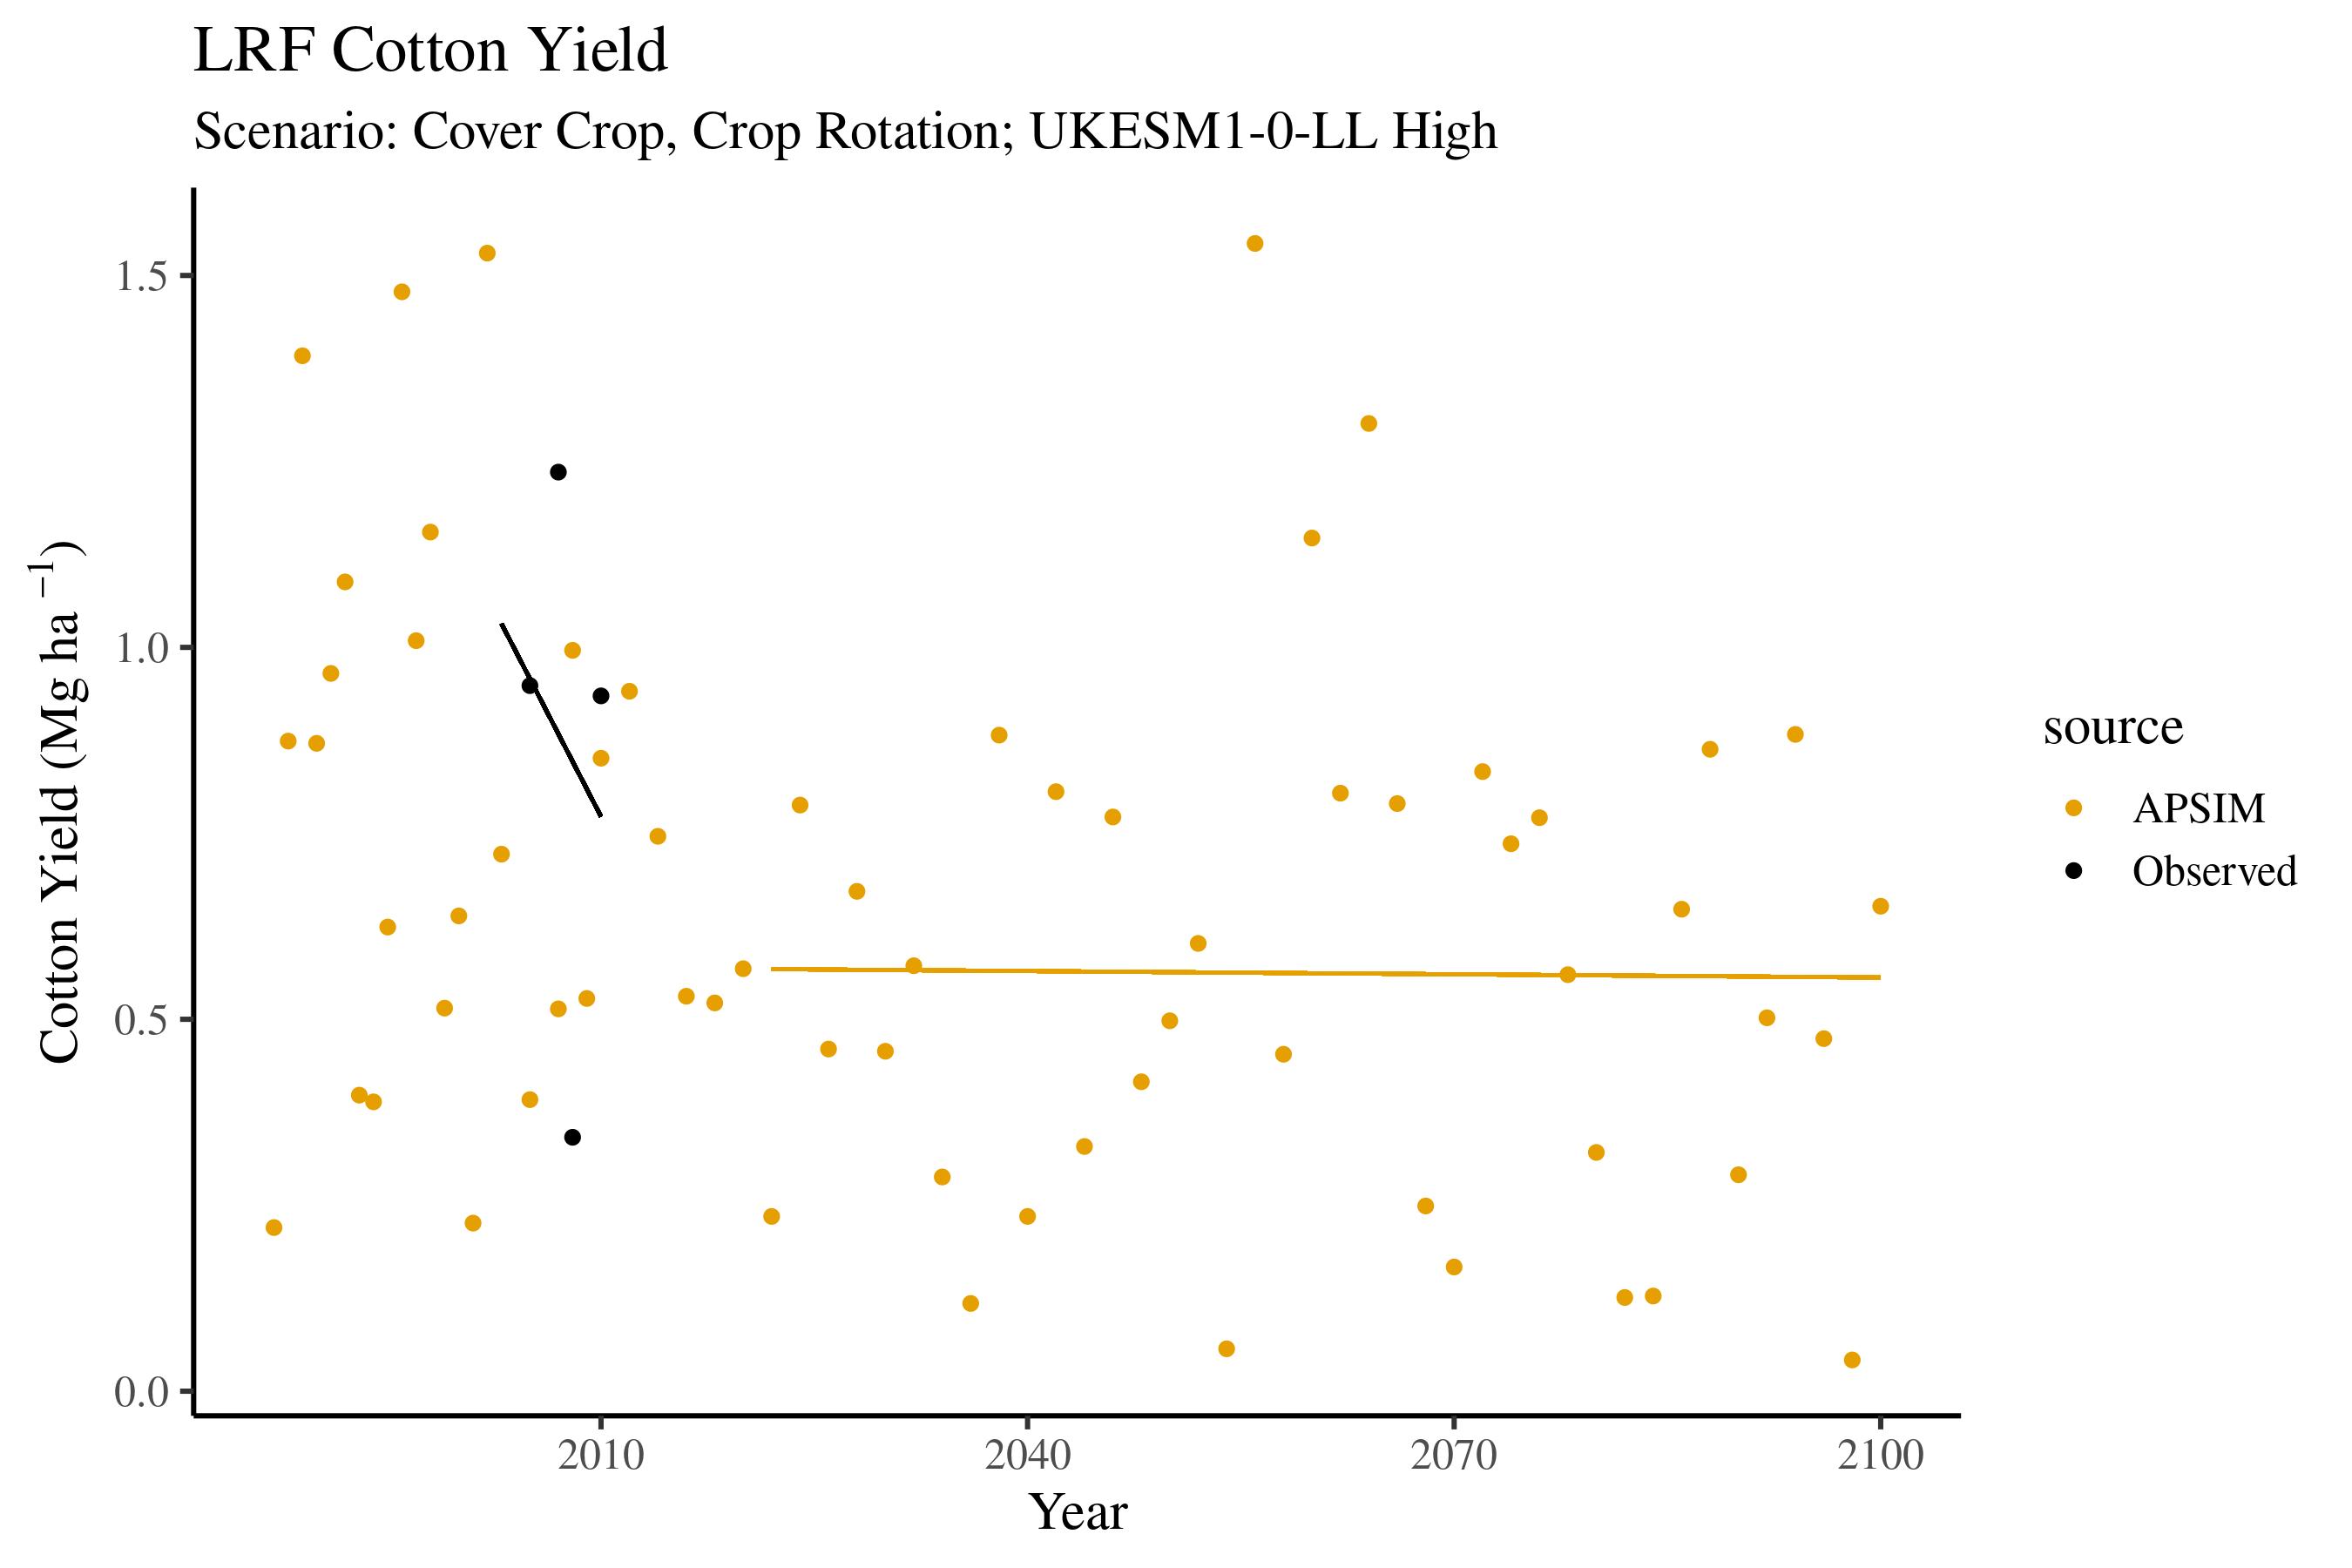 LRF Cotton Yield
Scenario: Cover Crop, Crop Rotation; UKESM1-0-LL High
Cotton Yield (Mg ha⁻¹)
1.5
1.0
0.5
0.0
2010 2040 2070 2100
Year
source
APSIM
Observed